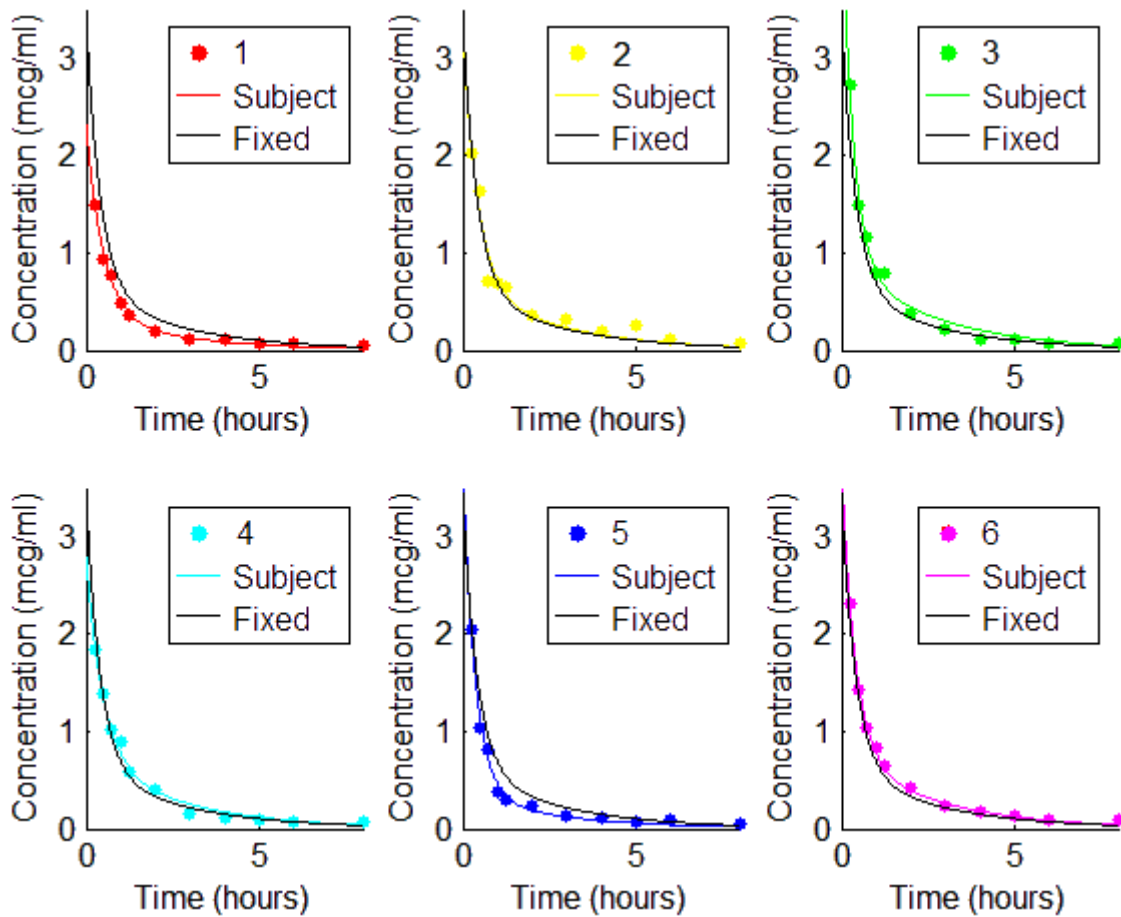 Concentration (mcg/ml)
3
2
1
0
1
Subject
Fixed
0
5
Time (hours)
Concentration (mcg/ml)
3
2
1
0
2
Subject
Fixed
0
5
Time (hours)
Concentration (mcg/ml)
3
2
1
0
3
Subject
Fixed
0
5
Time (hours)
Concentration (mcg/ml)
3
2
1
0
4
Subject
Fixed
0
5
Time (hours)
Concentration (mcg/ml)
3
2
1
0
5
Subject
Fixed
0
5
Time (hours)
Concentration (mcg/ml)
3
2
1
0
6
Subject
Fixed
0
5
Time (hours)